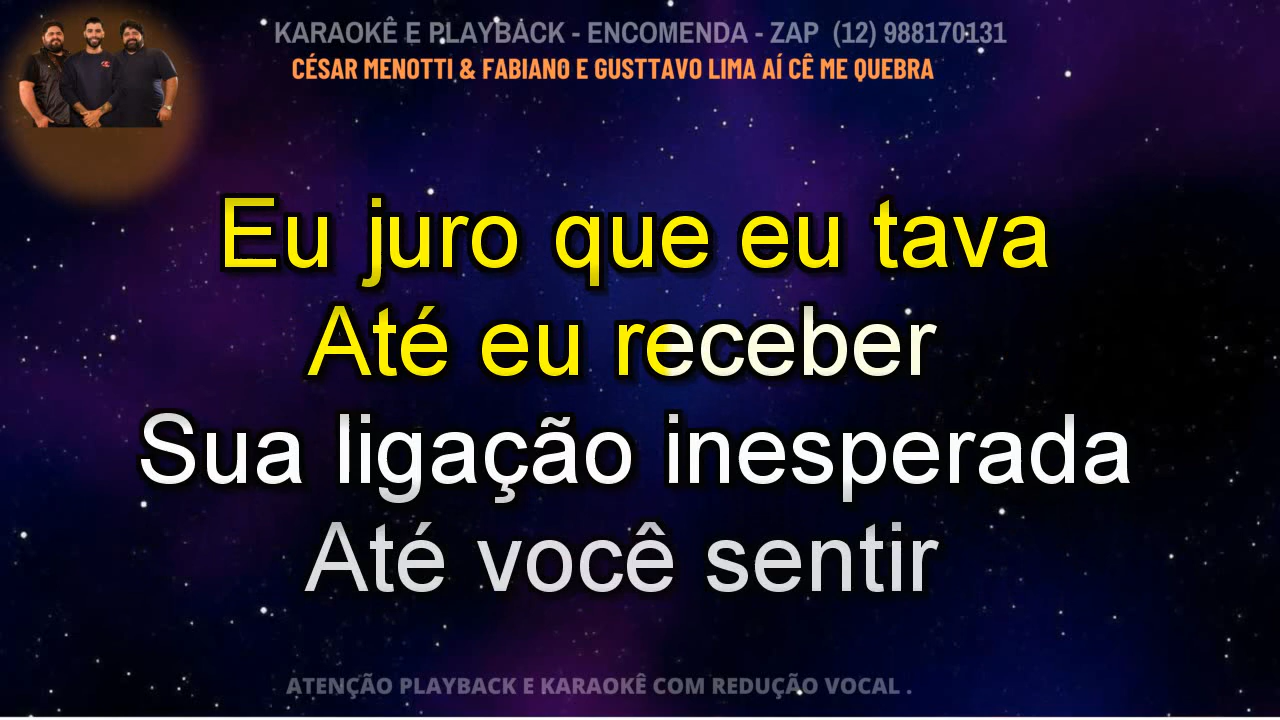 KARAOKÊ E PLAYBACK - ENCOMENDA - ZAP (12) 988170131
CÉSAR MENOTTI & FABIANO E GUSTTAVO LIMA AÍ CÊ ME QUEBRA
Eu juro que eu tava
Até eu receber
Sua ligação inesperada
Até você sentir
ATENÇÃO PLAYBACK E KARAOKÊ COM REDUÇÃO VOCAL .